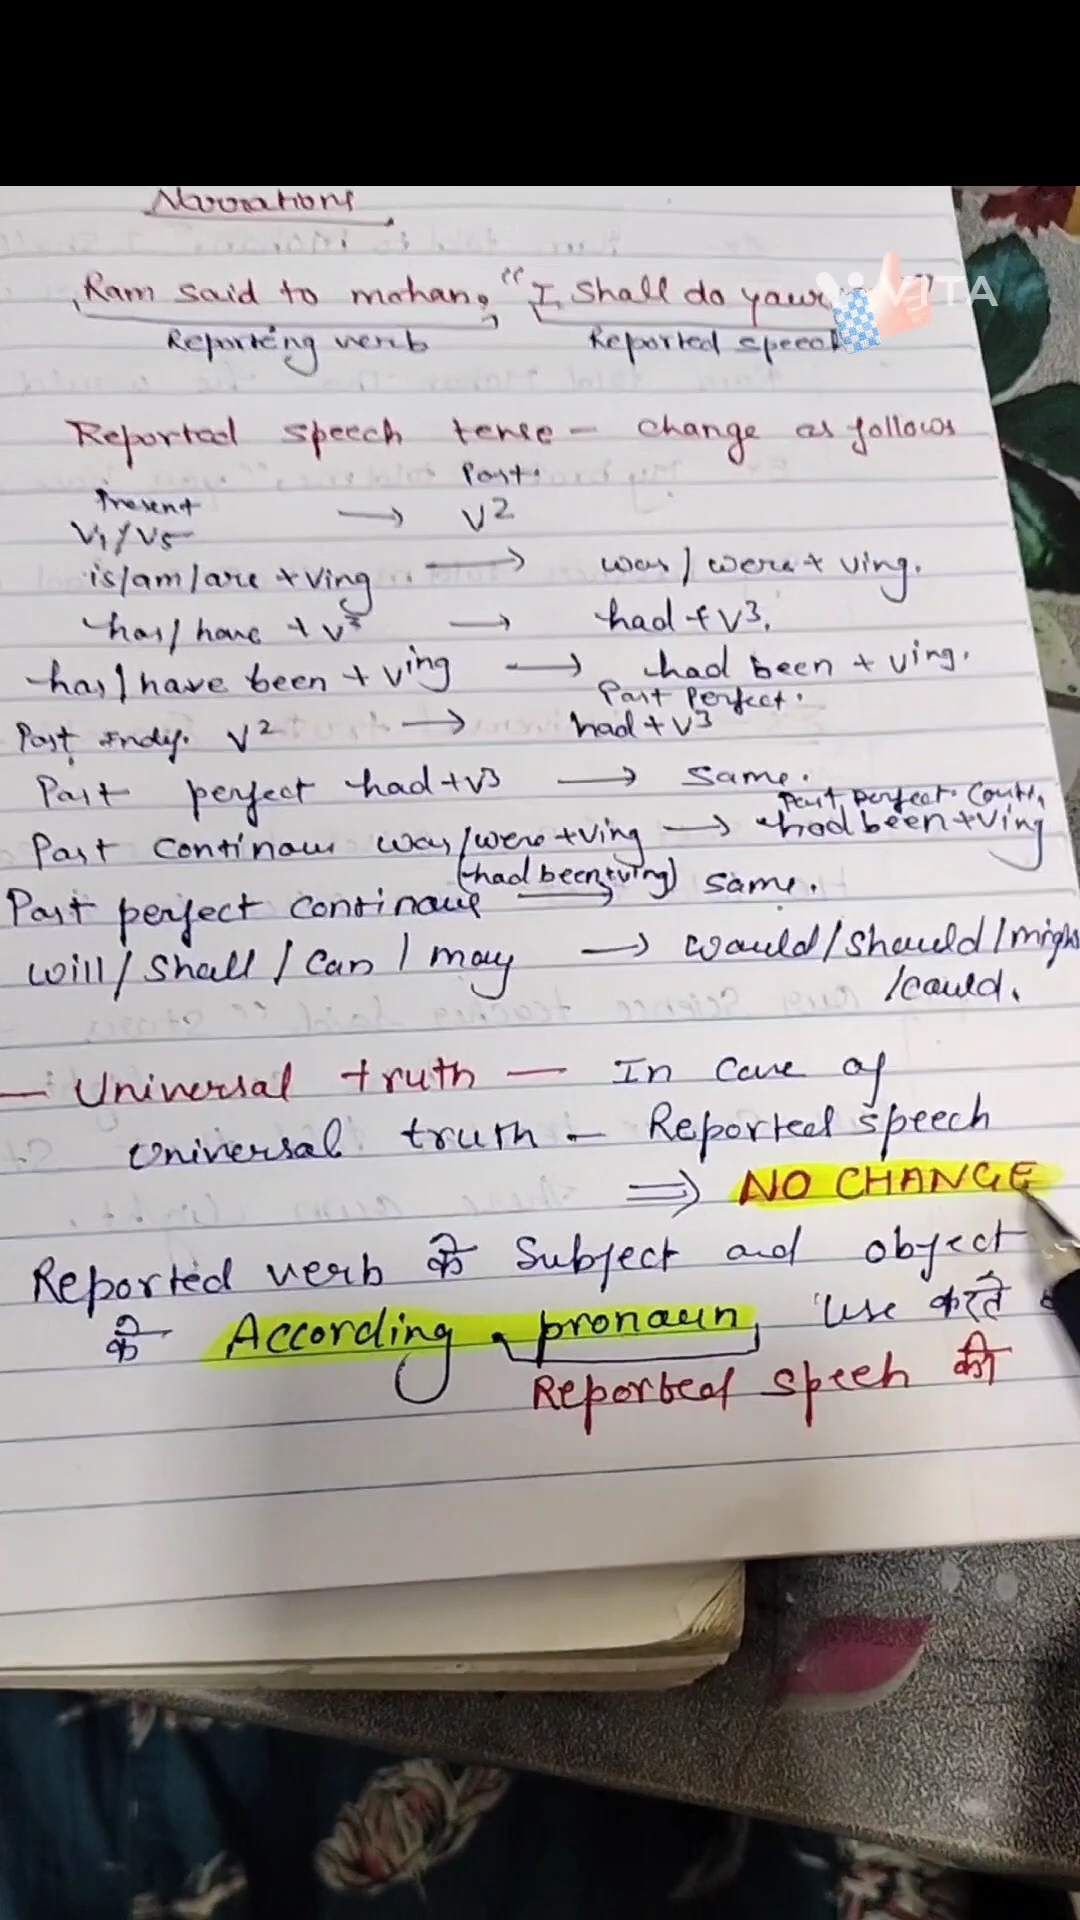 Narrations
VITA
Ram said to mohan, "I shall do your "
Reporting verb Reported speech
Reported speech tense - change as follows
Present Past.
V1/V5 → V2
is/am/are + ving → was/were + ving.
has/have + v3 → had + v3.
has/have been + ving → had been + ving.
Past Perfect.
Past Indif. V2 → had + v3
Past perfect had + v3 → same.
Past perfect conti.
Past continous was/were + ving → had been + ving
(had been + ving)
Past perfect continous → same.
will/shall/can/may → would/should/might
/could.
- Universal truth - In case of
universal truth - Reported speech
⇒ NO CHANGE
Reported verb के subject and object
के According pronoun use करते
Reported speeh की